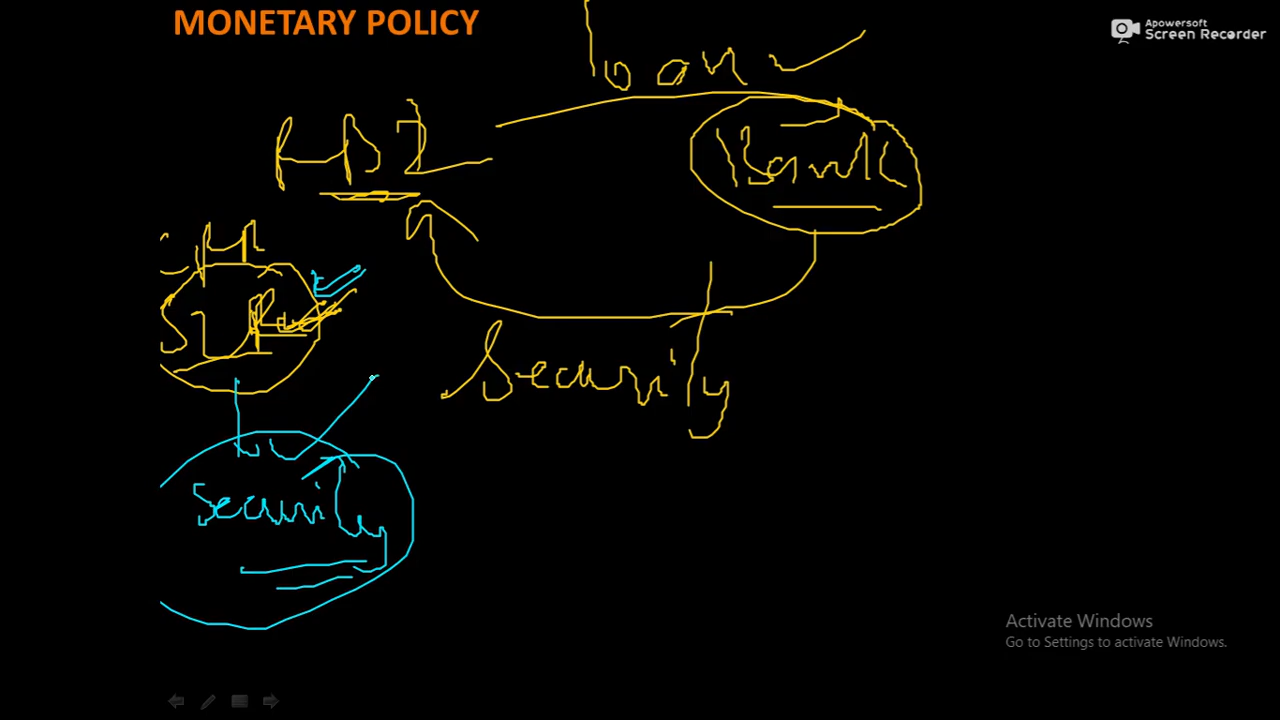 MONETARY POLICY
Apowersoft
Screen Recorder
loan
RBI
Bank
Security
Security
Activate Windows
Go to Settings to activate Windows.